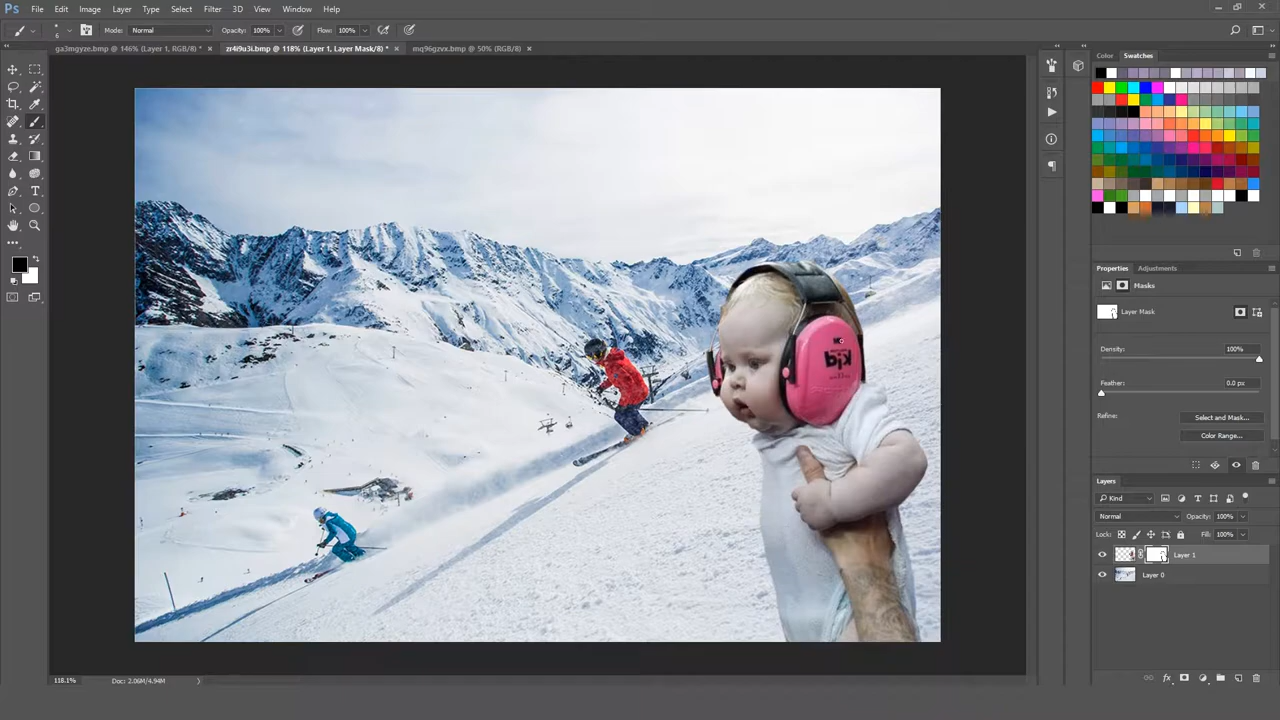 Ps File Edit Image Layer Type Select Filter 3D View Window Help
6 Mode: Normal Opacity: 100% Flow: 100%
ga3mgyze.bmp @ 146% (Layer 1, RGB/8) * × zr4i9u3i.bmp @ 118% (Layer 1, Layer Mask/8) * × mq96gzvx.bmp @ 50% (RGB/8) ×
Color Swatches
Properties Adjustments
Masks
Layer Mask
Density: 100%
Feather: 0.0 px
Refine: Select and Mask...
Color Range...
Layers
Kind
Normal Opacity: 100%
Lock: Fill: 100%
Layer 1
Layer 0
kid
118.1% Doc: 2.06M/4.94M